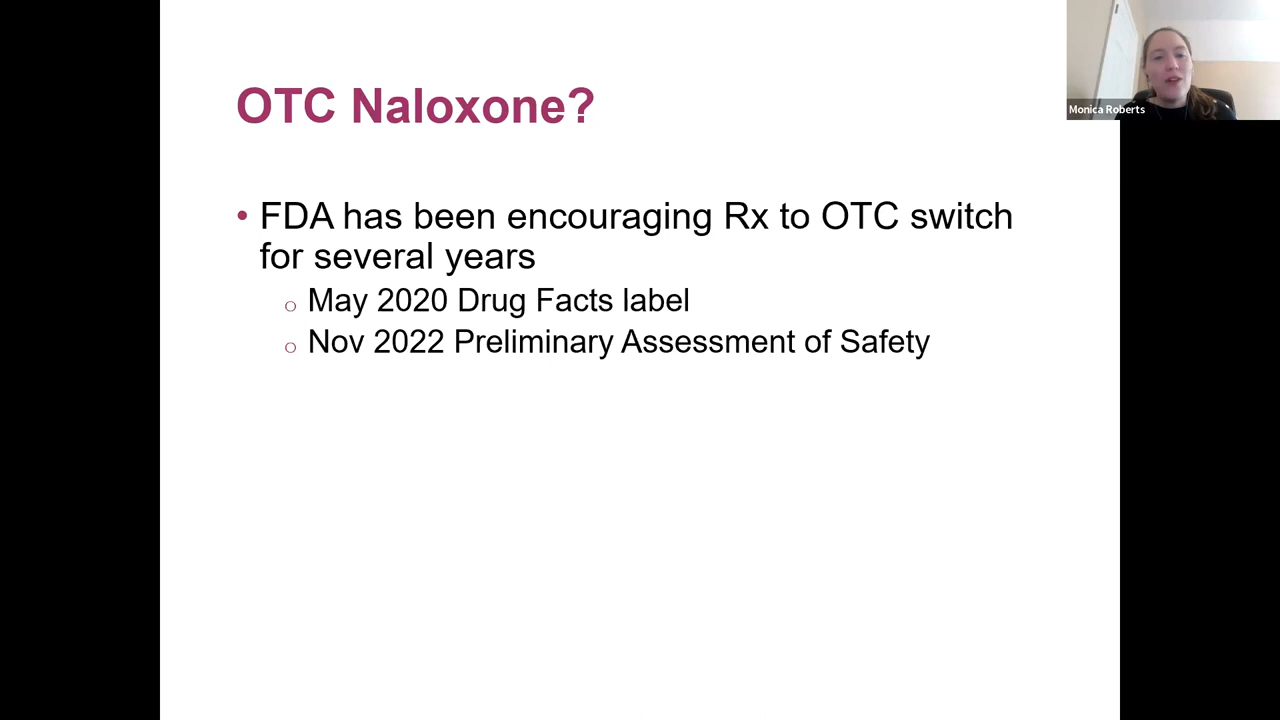 OTC Naloxone?
Monica Roberts
• FDA has been encouraging Rx to OTC switch
for several years
o May 2020 Drug Facts label
o Nov 2022 Preliminary Assessment of Safety